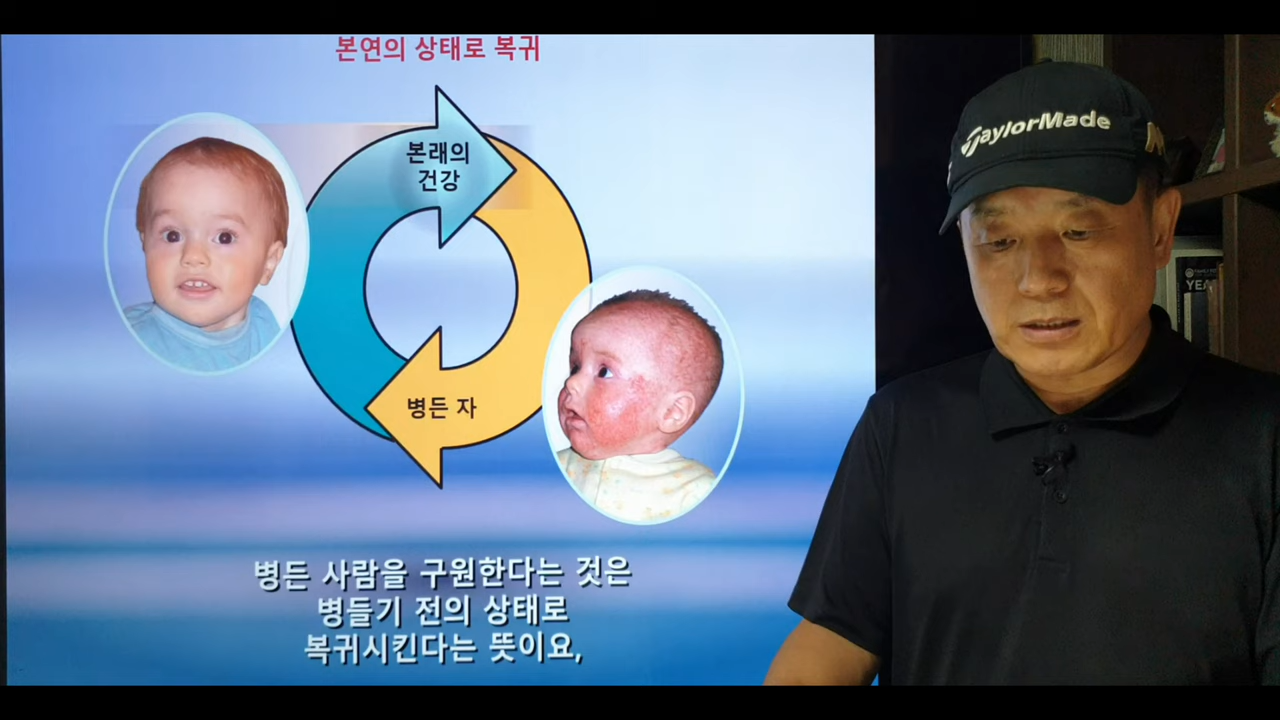 본연의 상태로 복귀
본래의
건강
병든 자
병든 사람을 구원한다는 것은
병들기 전의 상태로
복귀시킨다는 뜻이요,
TaylorMade